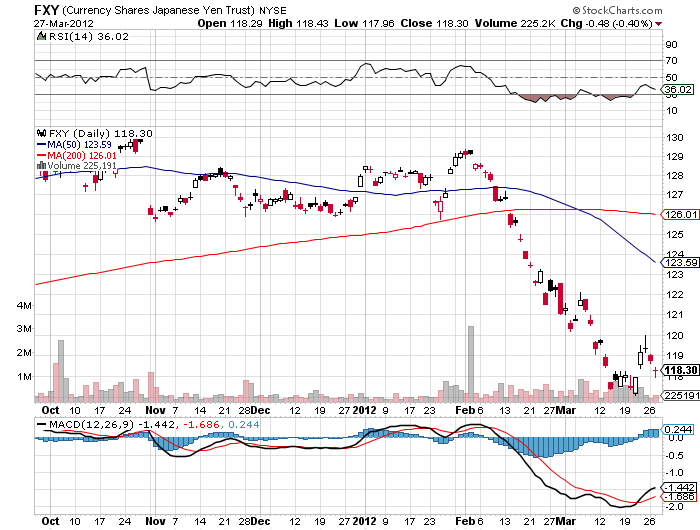 FXY (Currency Shares Japanese Yen Trust) NYSE © StockCharts.com
27-Mar-2012 Open 118.29 High 118.43 Low 117.96 Close 118.30 Volume 225.2K Chg -0.48 (-0.40%)
RSI(14) 36.02
90
70
50
36.02
30
10
FXY (Daily) 118.30
MA(50) 123.59
MA(200) 126.01
Volume 225,191
130
129
128
127
126.01
125
124
123.59
123
122
121
120
119
118.30
118
225191
4M
3M
2M
1M
Oct 10 17 24 Nov 7 14 21 28 Dec 12 19 27 2012 9 17 23 Feb 6 13 21 27 Mar 12 19 26
MACD(12,26,9) -1.442, -1.686, 0.244
0.244
0.0
-0.5
-1.0
-1.442
-1.686
-2.0
Oct 10 17 24 Nov 7 14 21 28 Dec 12 19 27 2012 9 17 23 Feb 6 13 21 27 Mar 12 19 26